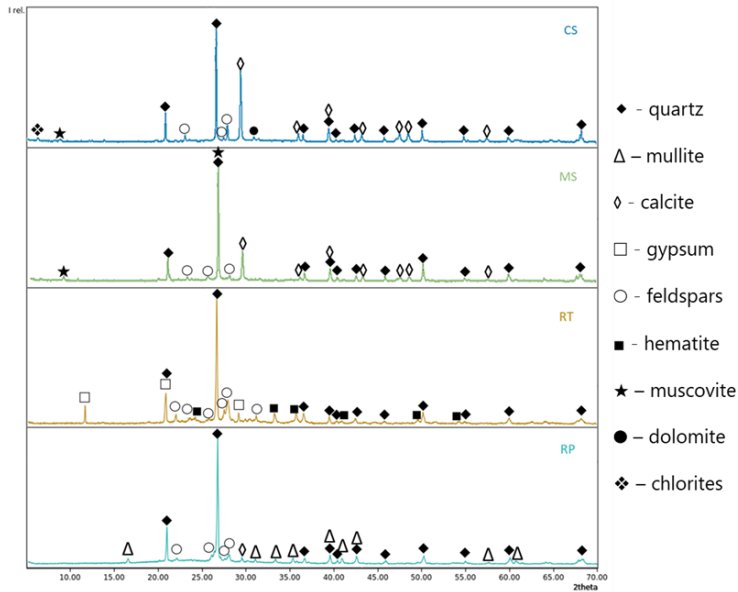 I rel.
CS
MS
RT
RP
10.00 15.00 20.00 25.00 30.00 35.00 40.00 45.00 50.00 55.00 60.00 65.00 70.00
2theta
- quartz
– mullite
- calcite
- gypsum
- feldspars
- hematite
– muscovite
– dolomite
– chlorites